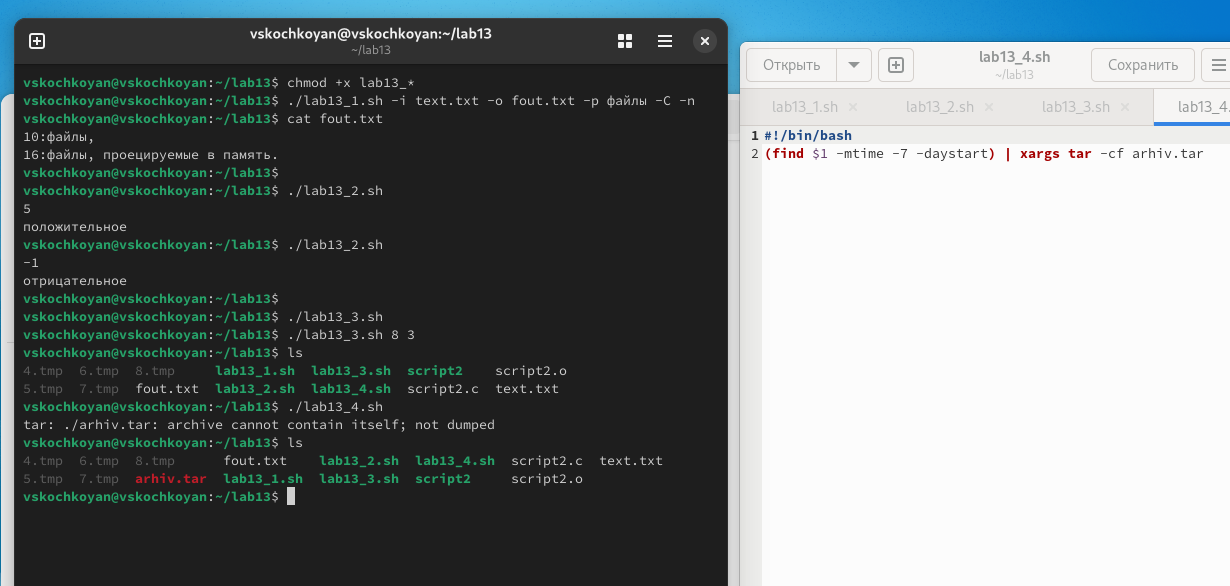 vskochkoyan@vskochkoyan:~/lab13
~/lab13
vskochkoyan@vskochkoyan:~/lab13$ chmod +x lab13_*
vskochkoyan@vskochkoyan:~/lab13$ ./lab13_1.sh -i text.txt -o fout.txt -p файлы -C -n
vskochkoyan@vskochkoyan:~/lab13$ cat fout.txt
10:файлы,
16:файлы, проецируемые в память.
vskochkoyan@vskochkoyan:~/lab13$
vskochkoyan@vskochkoyan:~/lab13$ ./lab13_2.sh
5
положительное
vskochkoyan@vskochkoyan:~/lab13$ ./lab13_2.sh
-1
отрицательное
vskochkoyan@vskochkoyan:~/lab13$
vskochkoyan@vskochkoyan:~/lab13$ ./lab13_3.sh
vskochkoyan@vskochkoyan:~/lab13$ ./lab13_3.sh 8 3
vskochkoyan@vskochkoyan:~/lab13$ ls
4.tmp 6.tmp 8.tmp lab13_1.sh lab13_3.sh script2 script2.o
5.tmp 7.tmp fout.txt lab13_2.sh lab13_4.sh script2.c text.txt
vskochkoyan@vskochkoyan:~/lab13$ ./lab13_4.sh
tar: ./arhiv.tar: archive cannot contain itself; not dumped
vskochkoyan@vskochkoyan:~/lab13$ ls
4.tmp 6.tmp 8.tmp fout.txt lab13_2.sh lab13_4.sh script2.c text.txt
5.tmp 7.tmp arhiv.tar lab13_1.sh lab13_3.sh script2 script2.o
vskochkoyan@vskochkoyan:~/lab13$
Открыть
lab13_4.sh
~/lab13
Сохранить
lab13_1.sh lab13_2.sh lab13_3.sh lab13_4.
1 #!/bin/bash
2 (find $1 -mtime -7 -daystart) | xargs tar -cf arhiv.tar